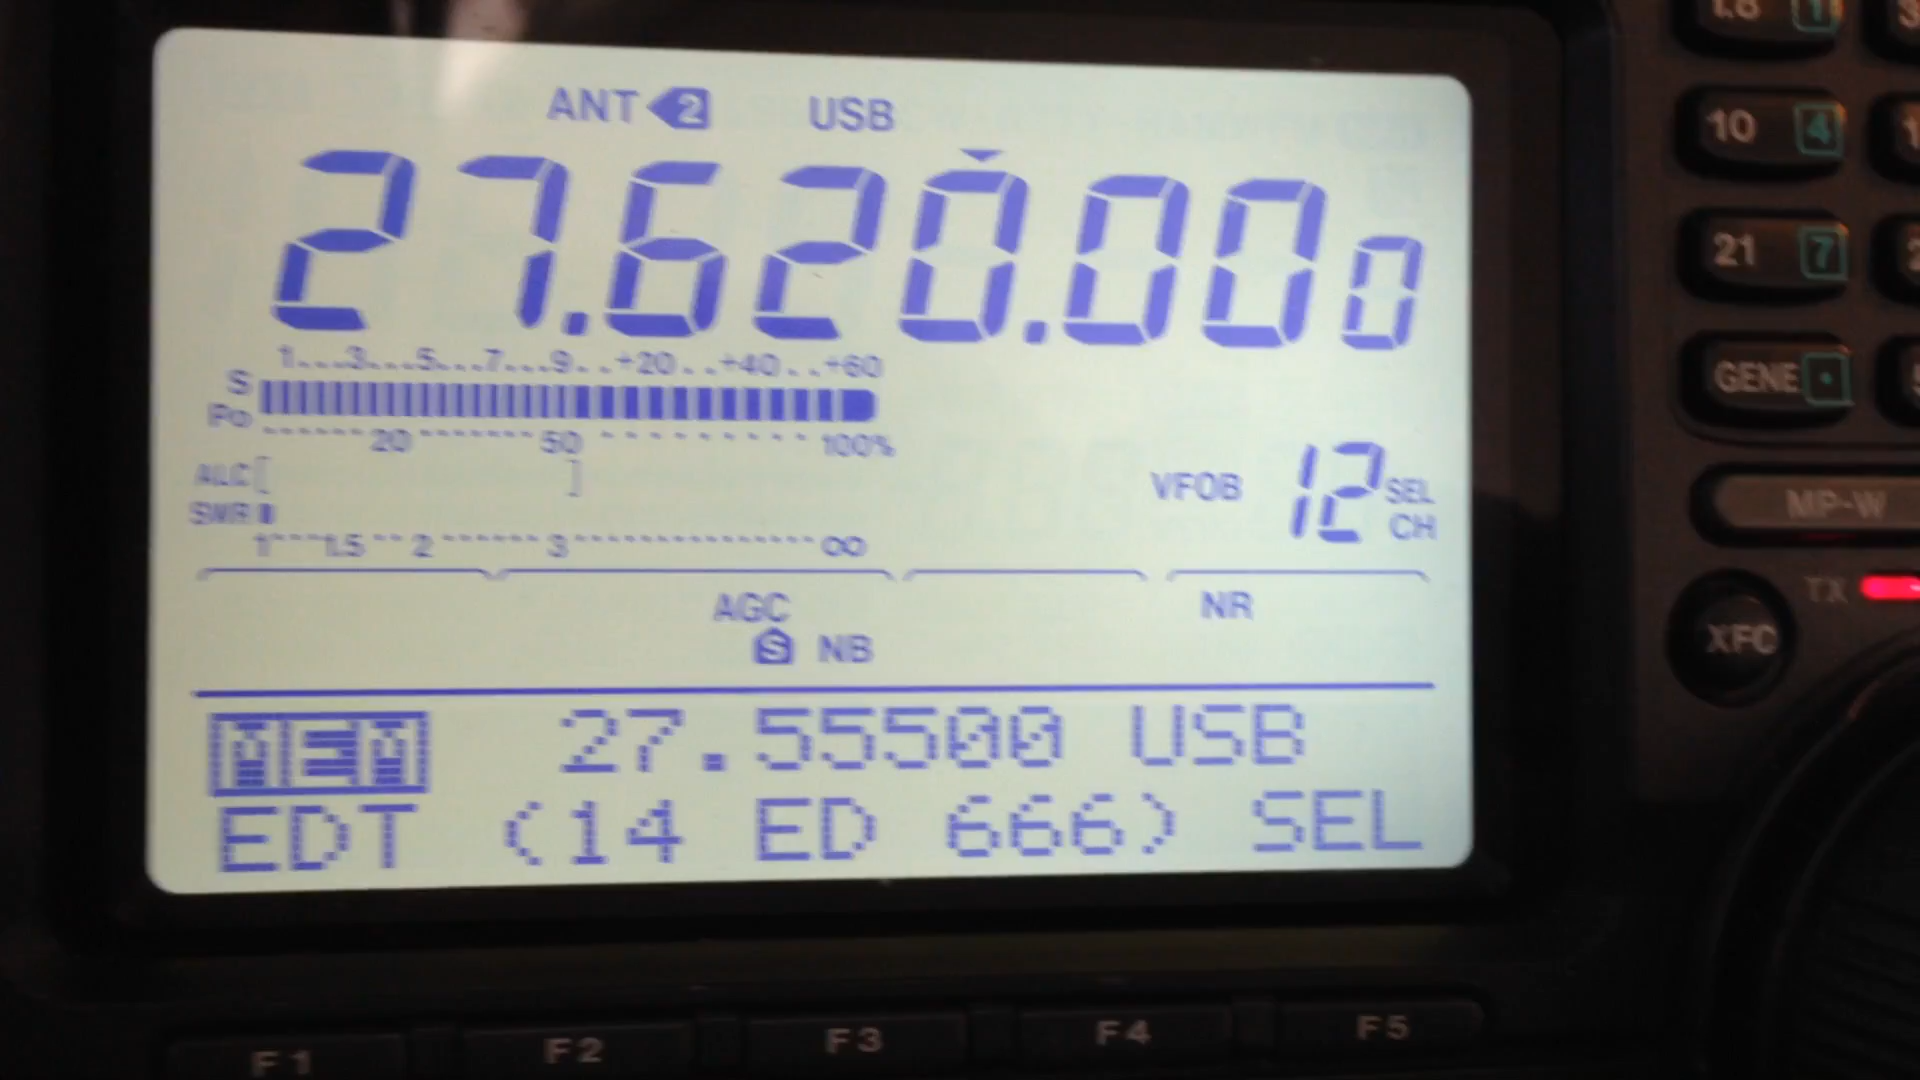 ANT 2 USB
27.620.000
1...3...5...7...9..+20..+40..+60
S
Po
20 50 100%
ALC [ ]
SWR
1 1.5 2 3 ∞
VFOB 12 SEL CH
AGC NR
S NB
MEM 27.55500 USB
EDT (14 ED 666) SEL
F1 F2 F3 F4 F5
1.8 1
10 4
21 7
GENE •
MP-W
TX
XFC